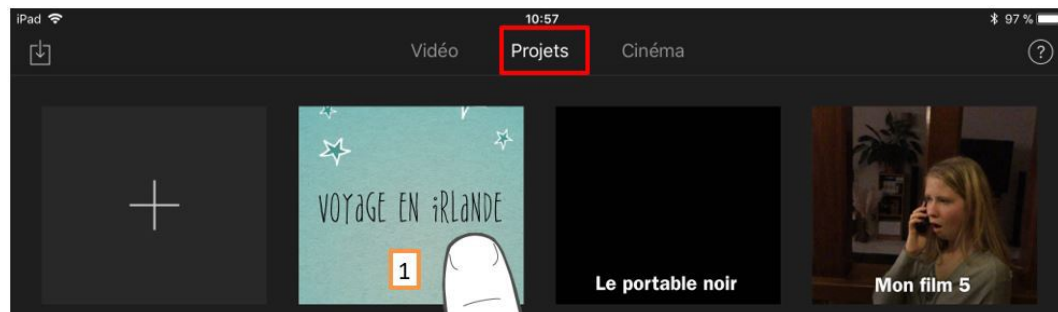 iPad 10:57 97 %
Vidéo Projets Cinéma ?
VOYaGE EN iRLaNDE
1
Le portable noir
Mon film 5